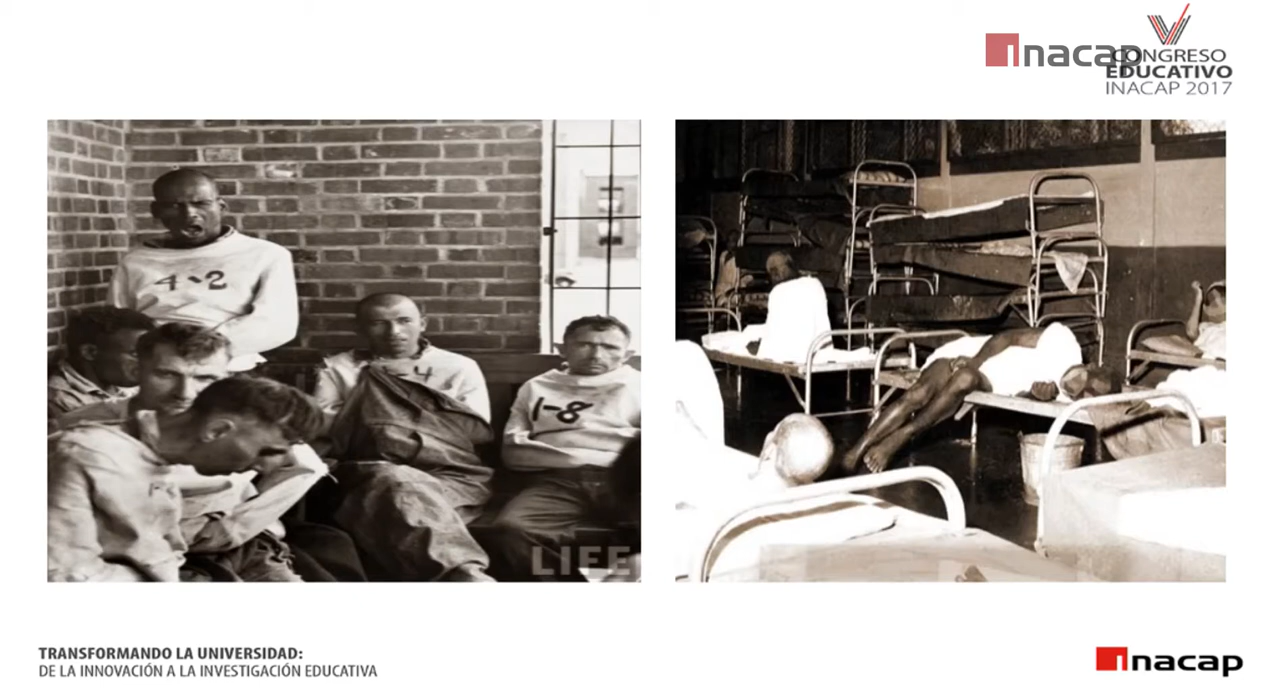 inacap
CONGRESO
EDUCATIVO
INACAP 2017
4-2
-4
1-8
LIFE
TRANSFORMANDO LA UNIVERSIDAD:
DE LA INNOVACIÓN A LA INVESTIGACIÓN EDUCATIVA
inacap